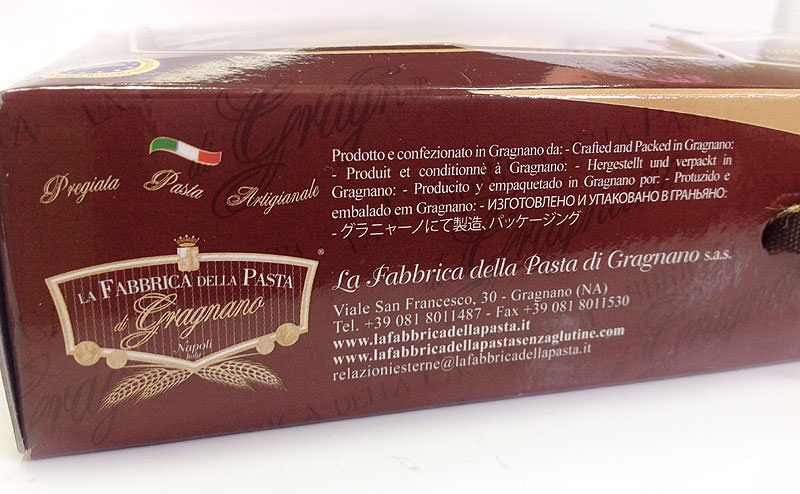 Pregiata Pasta Artigianale
LA FABBRICA DELLA PASTA
di Gragnano
Napoli
Italy
®
Prodotto e confezionato in Gragnano da: - Crafted and Packed in Gragnano:
- Produit et conditionnè à Gragnano: - Hergestellt und verpackt in
Gragnano: - Producito y empaquetado in Gragnano por: - Protuzido e
embalado em Gragnano: - ИЗГОТОВЛЕНО И УПАКОВАНО В ГРАНЬЯНО:
- グラニャーノにて製造、パッケージング
La Fabbrica della Pasta di Gragnano s.a.s.
Viale San Francesco, 30 - Gragnano (NA)
Tel. +39 081 8011487 - Fax +39 081 8011530
www.lafabbricadellapasta.it
www.lafabbricadellapastasenzaglutine.com
relazioniesterne@lafabbricadellapasta.it